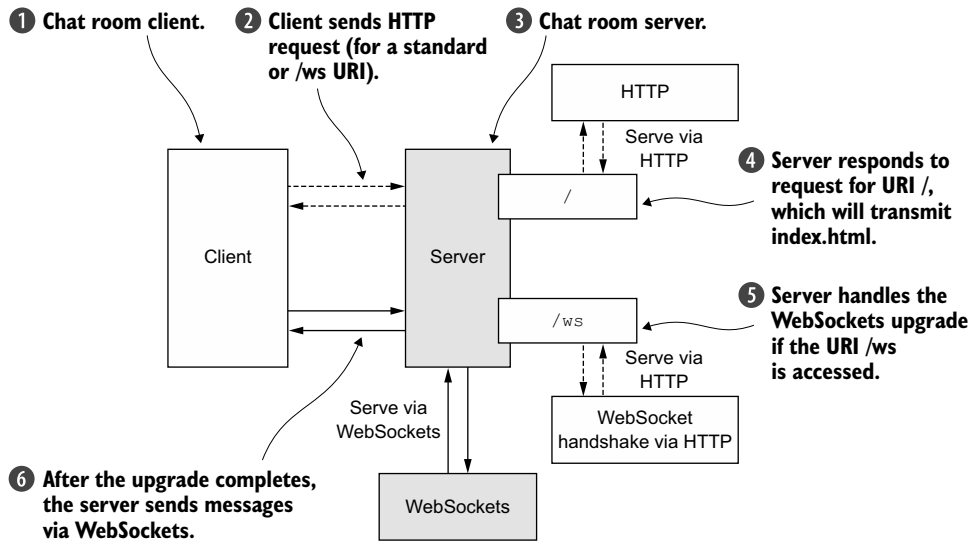 1 Chat room client.
2 Client sends HTTP
request (for a standard
or /ws URI).
3 Chat room server.
HTTP
Serve via
HTTP
4 Server responds to
request for URI /,
which will transmit
index.html.
/
Client
Server
5 Server handles the
WebSockets upgrade
if the URI /ws
is accessed.
/ws
Serve via
HTTP
Serve via
WebSockets
WebSocket
handshake via HTTP
6 After the upgrade completes,
the server sends messages
via WebSockets.
WebSockets